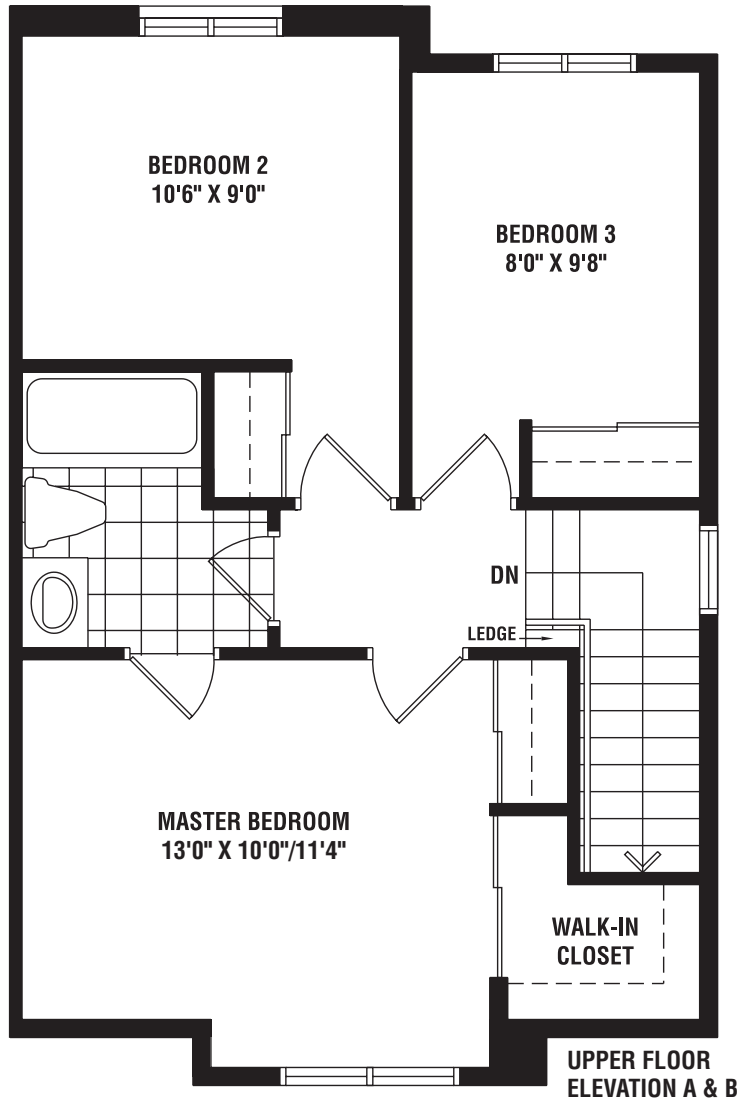 BEDROOM 2
10'6" X 9'0"
BEDROOM 3
8'0" X 9'8"
DN
LEDGE
MASTER BEDROOM
13'0" X 10'0"/11'4"
WALK-IN
CLOSET
UPPER FLOOR
ELEVATION A & B